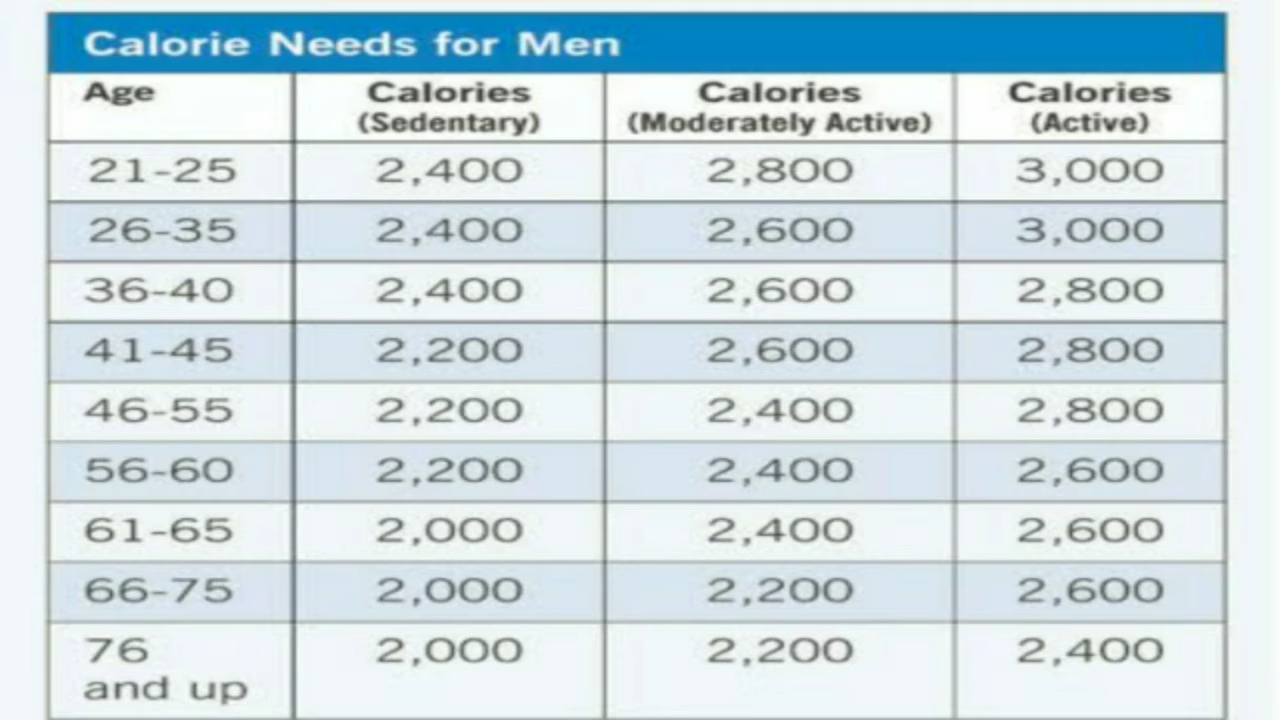 Calorie Needs for Men
Age Calories Calories Calories
(Sedentary) (Moderately Active) (Active)
21-25 2,400 2,800 3,000
26-35 2,400 2,600 3,000
36-40 2,400 2,600 2,800
41-45 2,200 2,600 2,800
46-55 2,200 2,400 2,800
56-60 2,200 2,400 2,600
61-65 2,000 2,400 2,600
66-75 2,000 2,200 2,600
76 2,000 2,200 2,400
and up